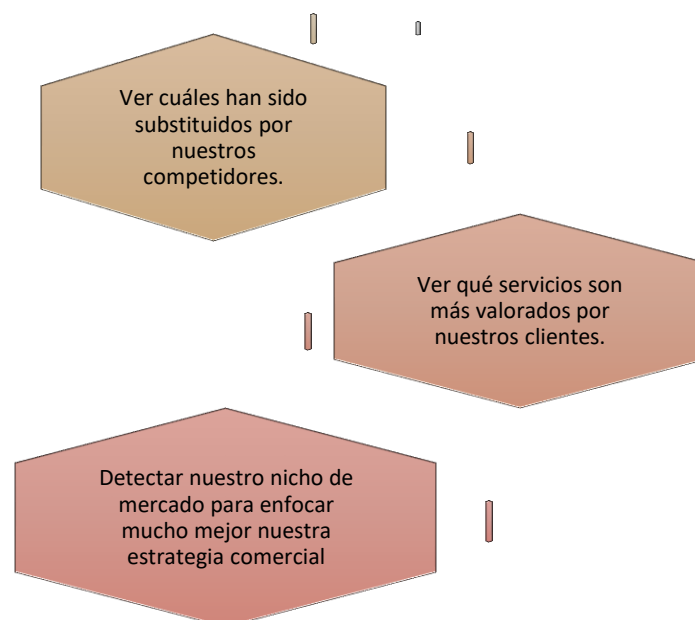 Ver cuáles han sido
substituidos por
nuestros
competidores.
Ver qué servicios son
más valorados por
nuestros clientes.
Detectar nuestro nicho de
mercado para enfocar
mucho mejor nuestra
estrategia comercial